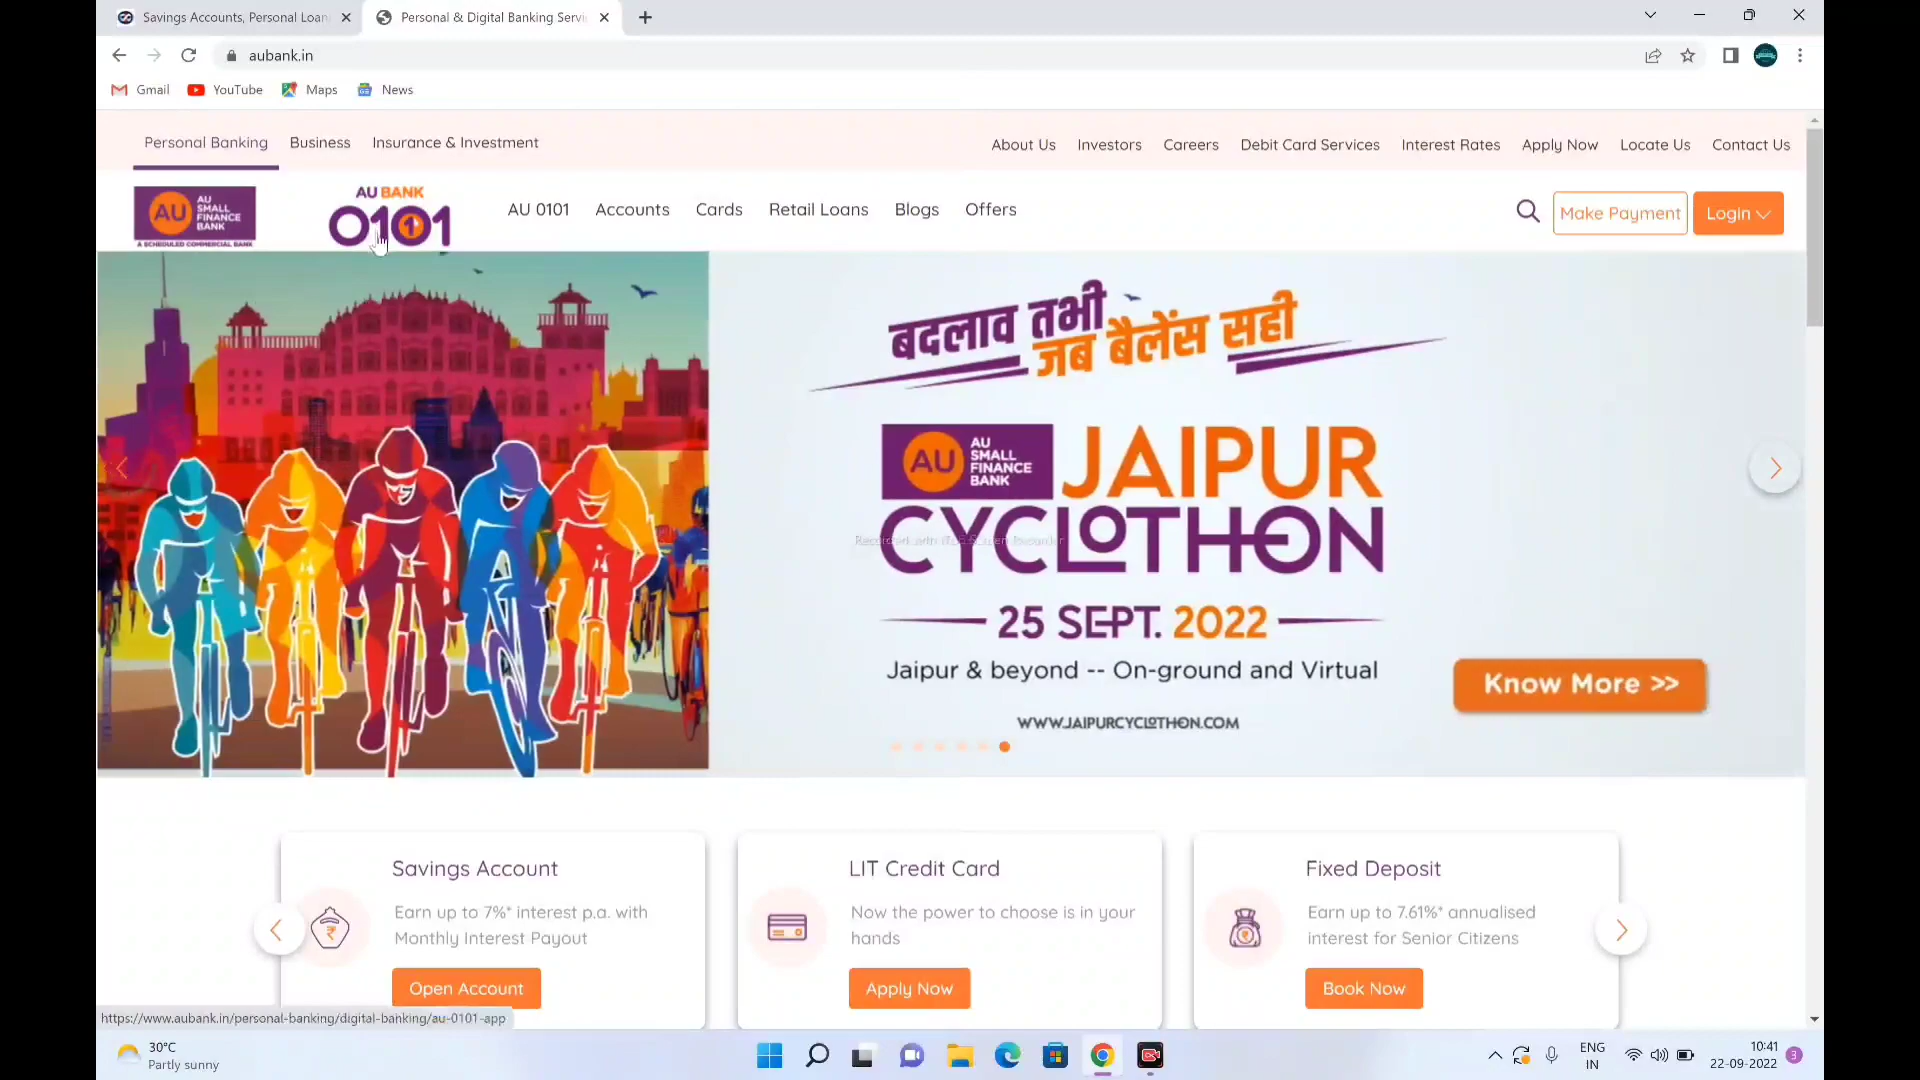 Savings Accounts, Personal Loan
Personal & Digital Banking Servi
aubank.in
Gmail
YouTube
Maps
News
Personal Banking
Business
Insurance & Investment
About Us
Investors
Careers
Debit Card Services
Interest Rates
Apply Now
Locate Us
Contact Us
AU
AU
SMALL
FINANCE
BANK
A SCHEDULED COMMERCIAL BANK
AU BANK
0101
AU 0101
Accounts
Cards
Retail Loans
Blogs
Offers
Make Payment
Login
बदलाव तभी
जब बैलेंस सही
AU
AU
SMALL
FINANCE
BANK
JAIPUR
CYCLOTHON
25 SEPT. 2022
Jaipur & beyond -- On-ground and Virtual
Know More >>
WWW.JAIPURCYCLOTHON.COM
Savings Account
Earn up to 7%* interest p.a. with
Monthly Interest Payout
Open Account
LIT Credit Card
Now the power to choose is in your
hands
Apply Now
Fixed Deposit
Earn up to 7.61%* annualised
interest for Senior Citizens
Book Now
https://www.aubank.in/personal-banking/digital-banking/au-0101-app
30°C
Partly sunny
ENG
IN
10:41
22-09-2022
3